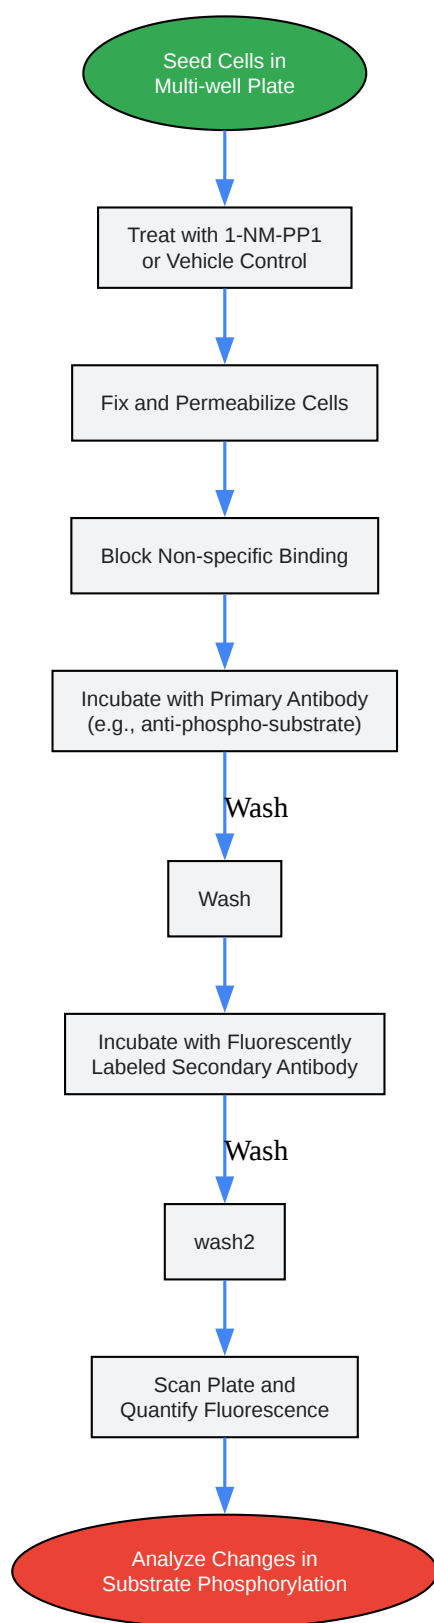 Seed Cells in
Multi-well Plate
Treat with 1-NM-PP1
or Vehicle Control
Fix and Permeabilize Cells
Block Non-specific Binding
Incubate with Primary Antibody
(e.g., anti-phospho-substrate)
Wash
Wash
Incubate with Fluorescently
Labeled Secondary Antibody
Wash
wash2
Scan Plate and
Quantify Fluorescence
Analyze Changes in
Substrate Phosphorylation